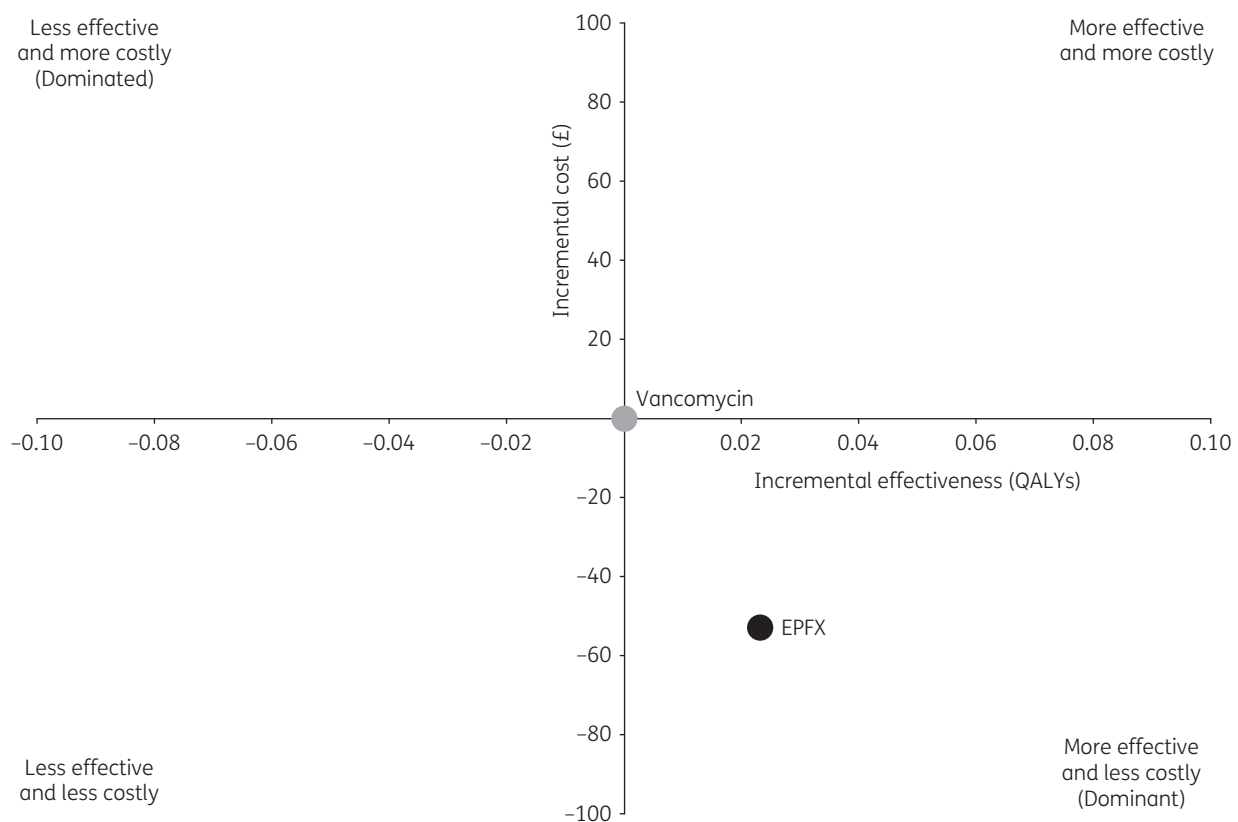 Less effective
and more costly
(Dominated)
More effective
and more costly
Incremental cost (£)
100
80
60
40
20
Vancomycin
–0.10
–0.08
–0.06
–0.04
–0.02
0.02
0.04
0.06
0.08
0.10
Incremental effectiveness (QALYs)
–20
–40
–60
–80
–100
EPFX
Less effective
and less costly
More effective
and less costly
(Dominant)